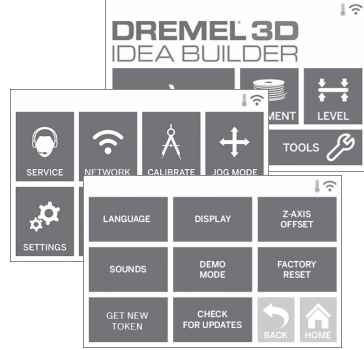 DREMEL 3D
IDEA BUILDER
LEVEL
TOOLS
SERVICE
NETWORK
CALIBRATE
JOG MODE
SETTINGS
LANGUAGE
DISPLAY
Z-AXIS
OFFSET
SOUNDS
DEMO
MODE
FACTORY
RESET
GET NEW
TOKEN
CHECK
FOR UPDATES
BACK
HOME